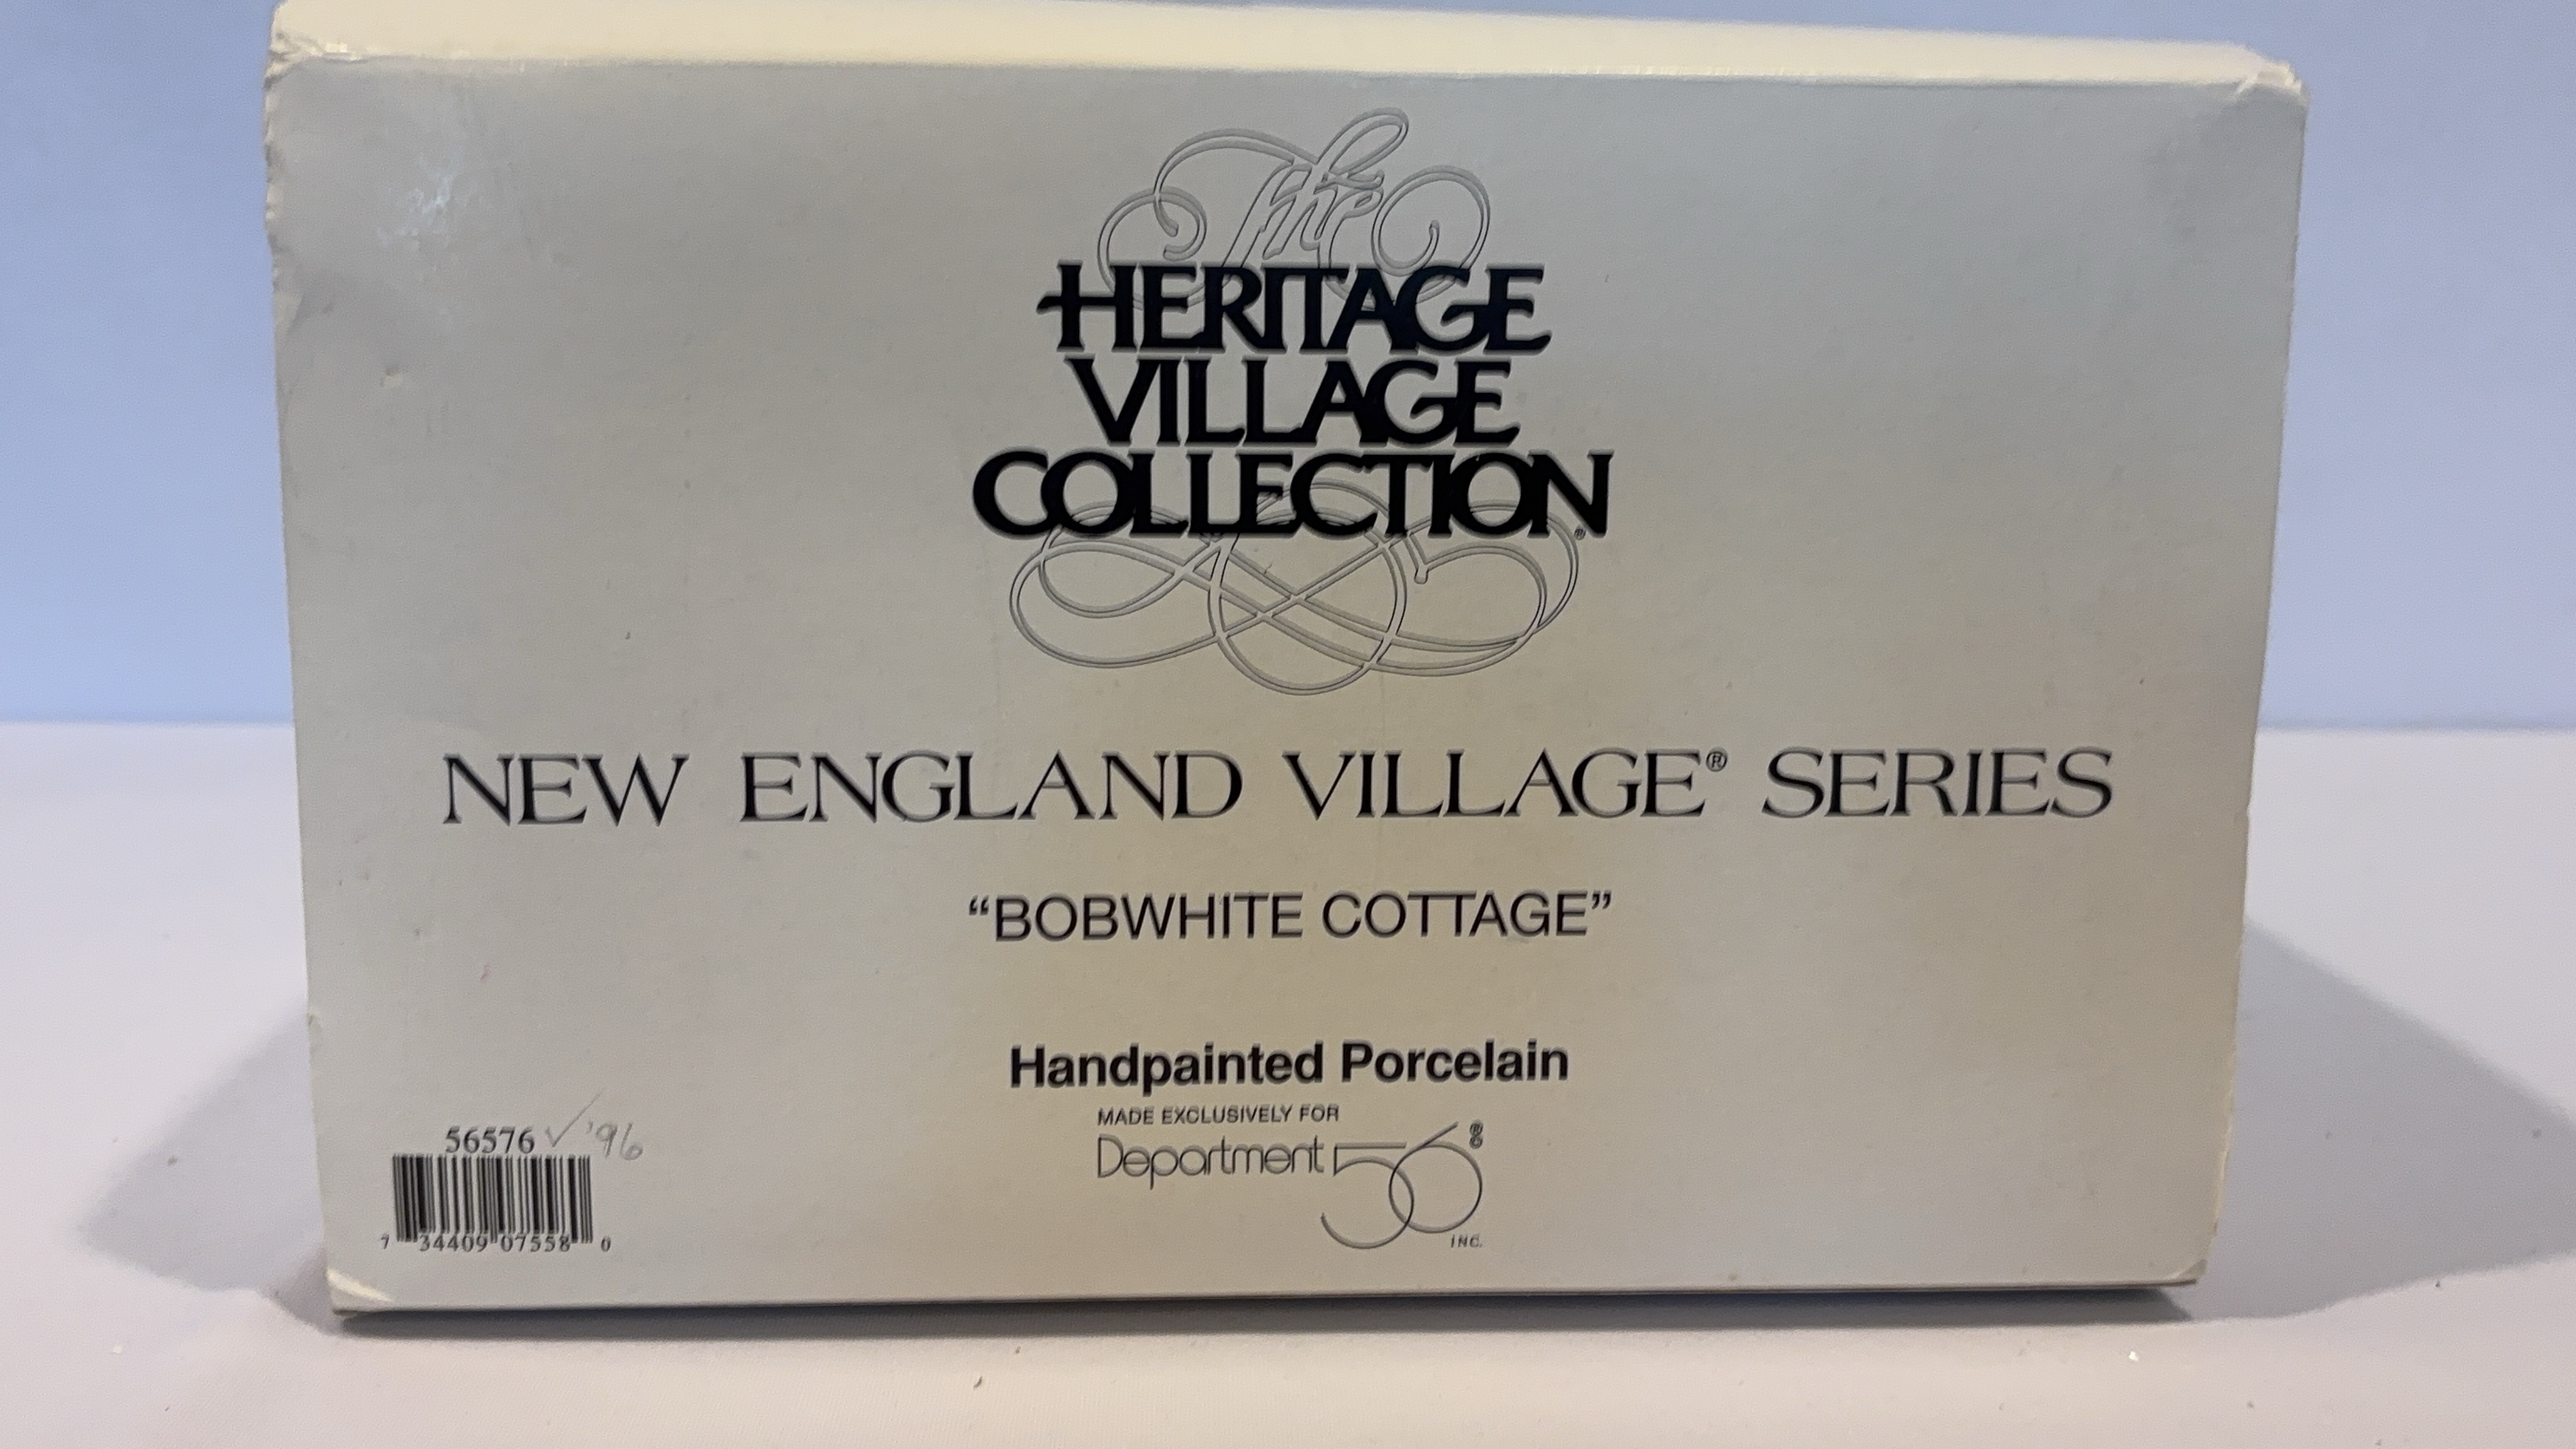 The
HERITAGE
VILLAGE
COLLECTION®
NEW ENGLAND VILLAGE® SERIES
“BOBWHITE COTTAGE”
Handpainted Porcelain
MADE EXCLUSIVELY FOR
Department 56®
INC.
56576 ✓ '96
7 34409 07558 0